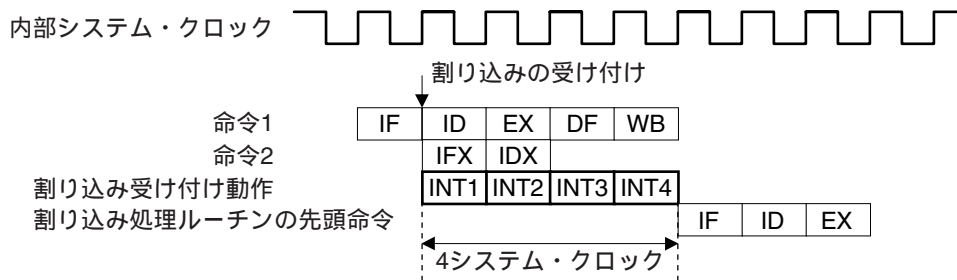 内部システム・クロック
割り込みの受け付け
命令1 IF ID EX DF WB
命令2 IFX IDX
割り込み受け付け動作 INT1 INT2 INT3 INT4
割り込み処理ルーチンの先頭命令 IF ID EX
4システム・クロック